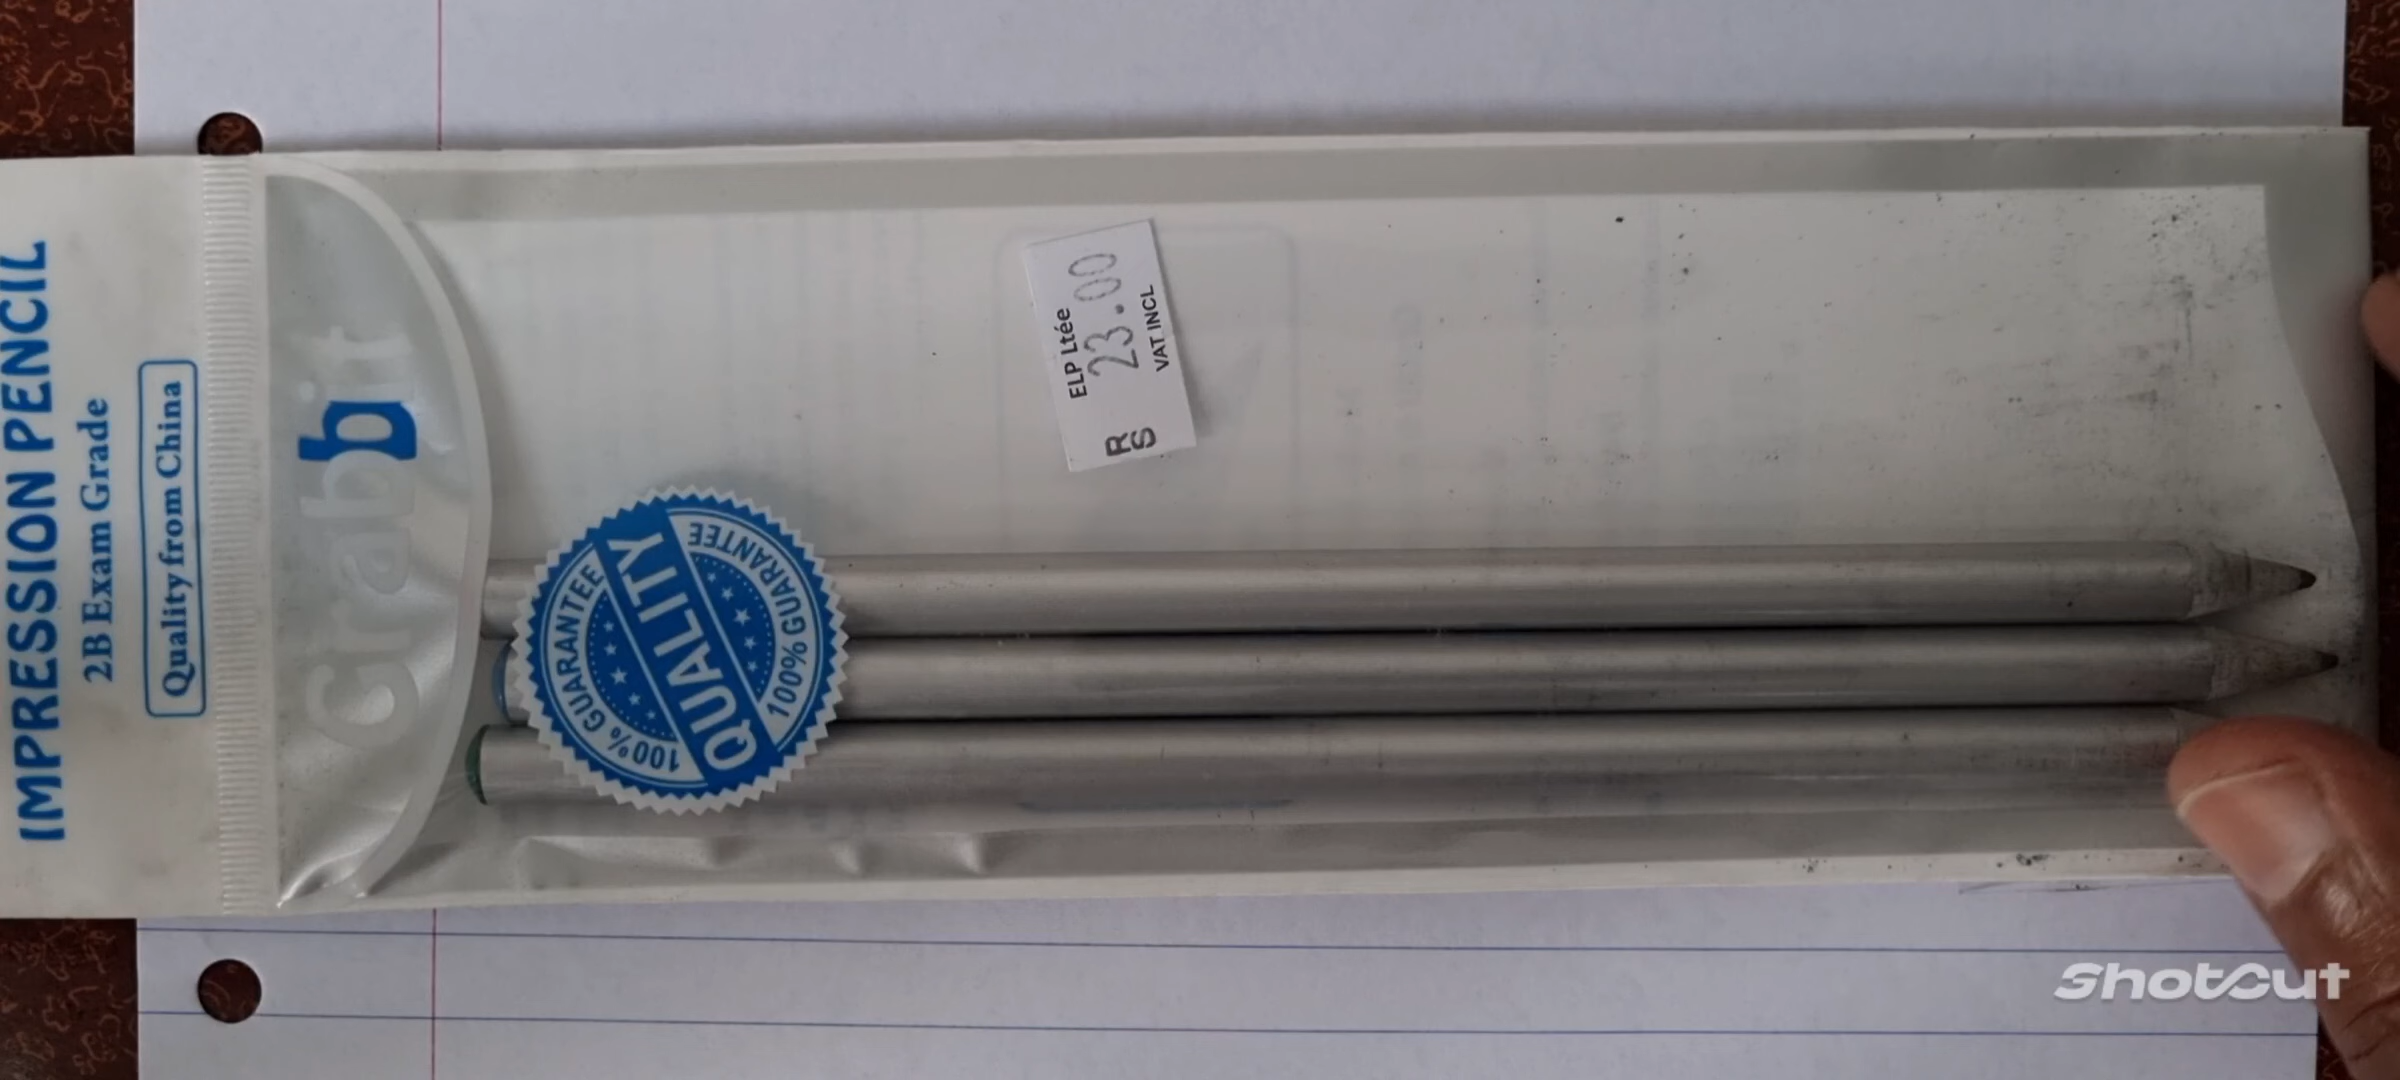 IMPRESSION PENCIL
2B Exam Grade
Quality from China
Grabbit
ELP Ltée
RS 23.00
VAT INCL
100% GUARANTEE
QUALITY
100% GUARANTEE
ShotCut